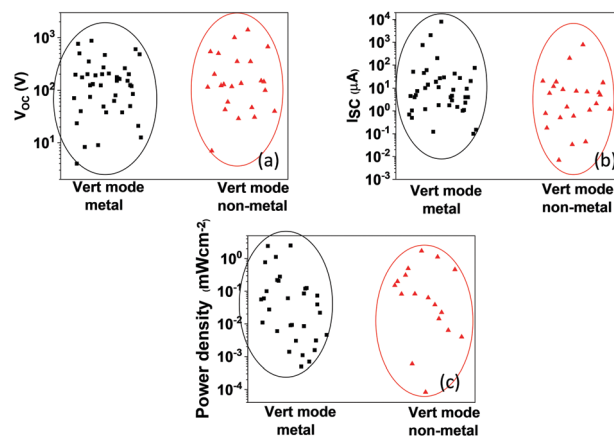 10³
10²
10¹
V_OC (V)
(a)
Vert mode
metal
Vert mode
non-metal
10⁵
10⁴
10³
10²
10¹
10⁰
10⁻¹
10⁻²
10⁻³
I_SC (μA)
(b)
Vert mode
metal
Vert mode
non-metal
10⁰
10⁻¹
10⁻²
10⁻³
10⁻⁴
Power density (mWcm⁻²)
(c)
Vert mode
metal
Vert mode
non-metal